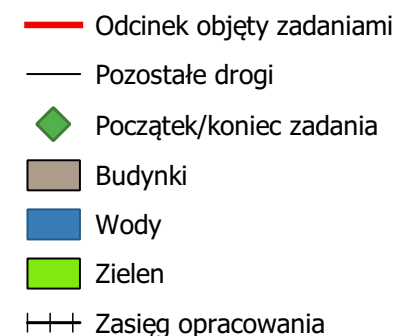 Odcinek objęty zadaniami
Pozostałe drogi
Początek/koniec zadania
Budynki
Wody
Zielen
Zasięg opracowania